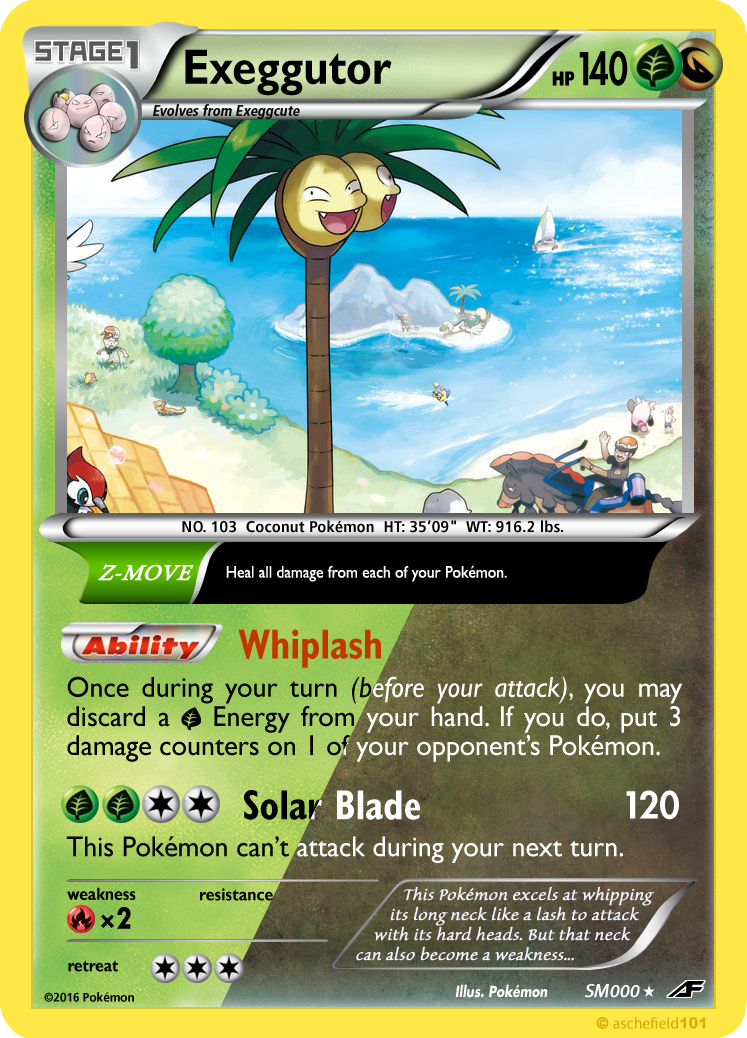 STAGE1
Exeggutor
HP 140
Evolves from Exeggcute
NO. 103 Coconut Pokémon HT: 35'09" WT: 916.2 lbs.
Z-MOVE Heal all damage from each of your Pokémon.
Ability Whiplash
Once during your turn (before your attack), you may
discard a Energy from your hand. If you do, put 3
damage counters on 1 of your opponent's Pokémon.
Solar Blade 120
This Pokémon can't attack during your next turn.
weakness resistance
×2
This Pokémon excels at whipping
its long neck like a lash to attack
with its hard heads. But that neck
can also become a weakness...
retreat
©2016 Pokémon Illus. Pokémon SM000 ★ AF
© aschefield101